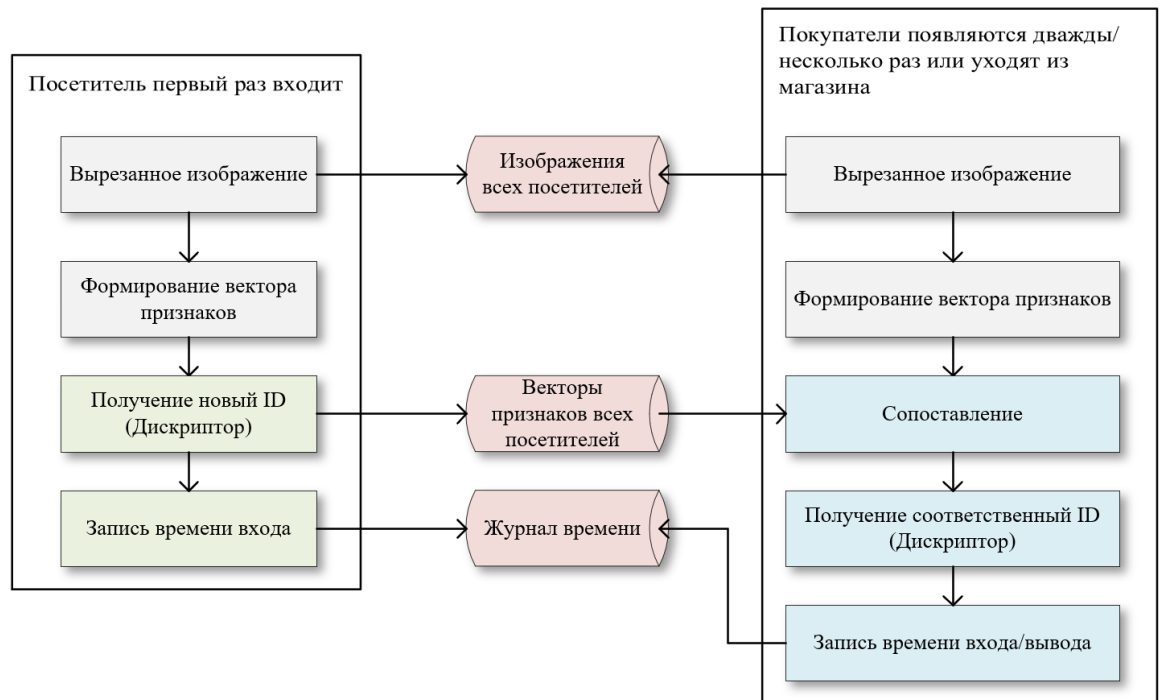 Посетитель первый раз входит
Вырезанное изображение
Формирование вектора
признаков
Получение новый ID
(Дискриптор)
Запись времени входа
Изображения
всех посетителей
Векторы
признаков всех
посетителей
Журнал времени
Покупатели появляются дважды/
несколько раз или уходят из
магазина
Вырезанное изображение
Формирование вектора признаков
Сопоставление
Получение соответственный ID
(Дискриптор)
Запись времени входа/вывода